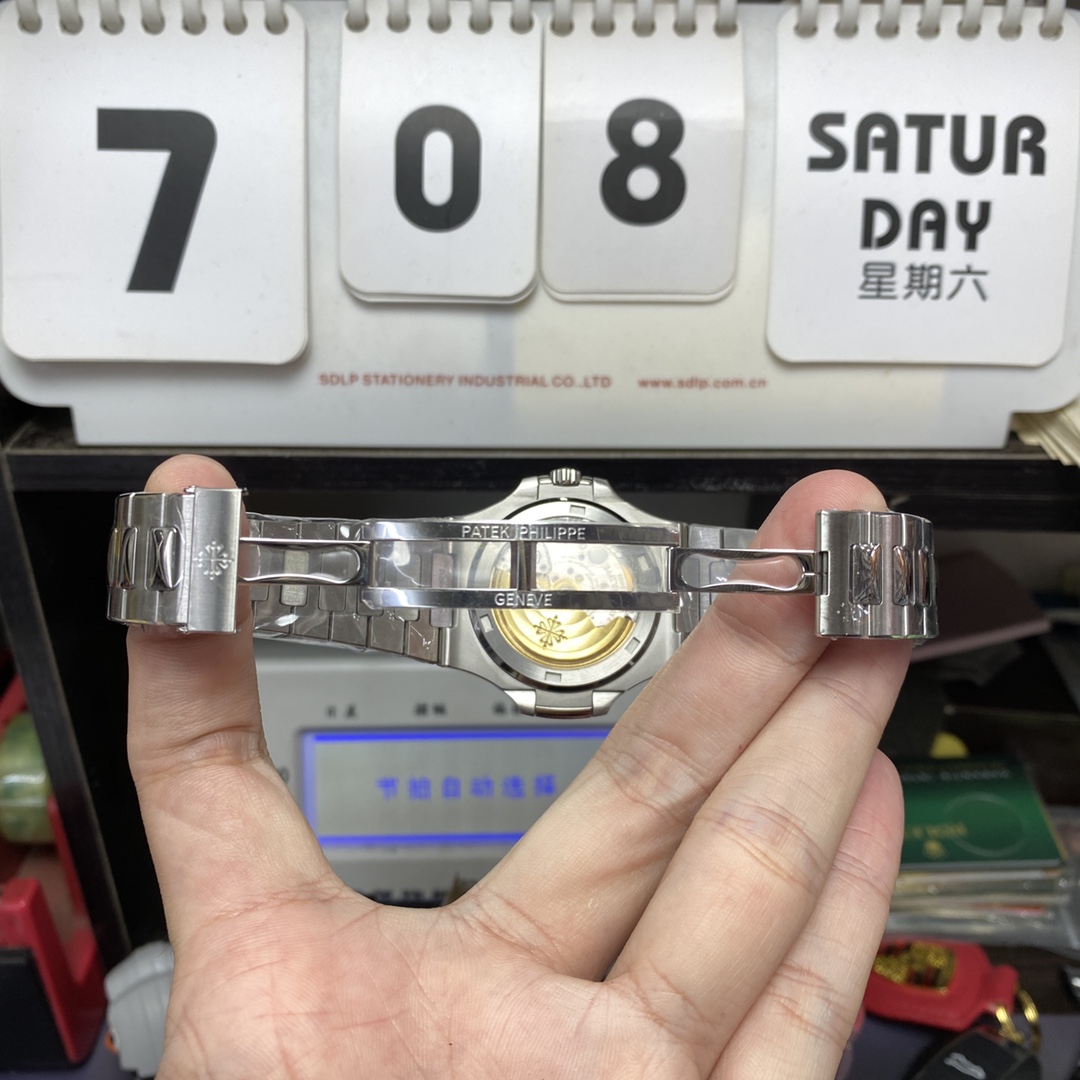 7
0
8
SATUR
DAY
星期六
SDLP STATIONERY INDUSTRIAL CO.,LTD www.sdlp.com.cn
PATEK PHILIPPE
GENEVE
节拍自动选择